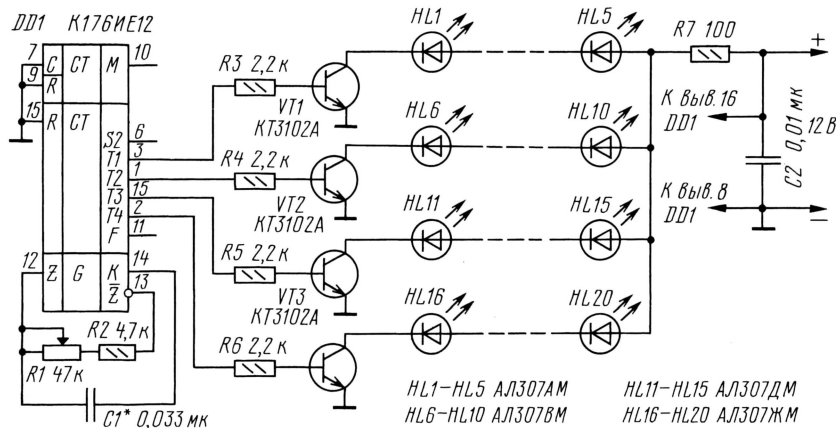 DD1 К176ИЕ12
7 C CT M 10
9 R
15 R CT
S2 6
T1 3
T2 1
T3 15
T4 2
F 11
12 Z G K 14
Z 13
R1 47к
R2 4,7к
C1* 0,033 мк
R3 2,2 к
VT1
КТ3102А
R4 2,2 к
VT2
КТ3102А
R5 2,2 к
VT3
КТ3102А
R6 2,2 к
HL1 HL5
HL6 HL10
HL11 HL15
HL16 HL20
R7 100
+
К выв. 16
DD1
C2 0,01 мк
12В
К выв. 8
DD1
–
HL1–HL5 АЛ307АМ
HL6–HL10 АЛ307ВМ
HL11–HL15 АЛ307ДМ
HL16–HL20 АЛ307ЖМ